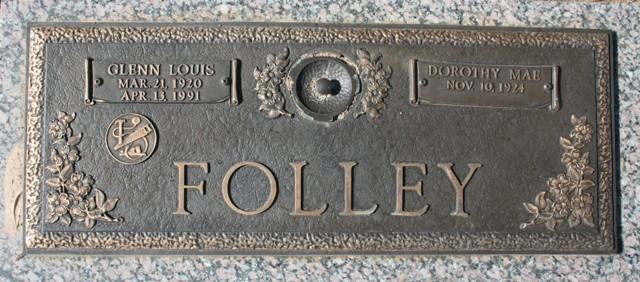 GLENN LOUIS
MAR. 21, 1920
APR. 13, 1991
DOROTHY MAE
NOV. 10, 1924
FOLLEY